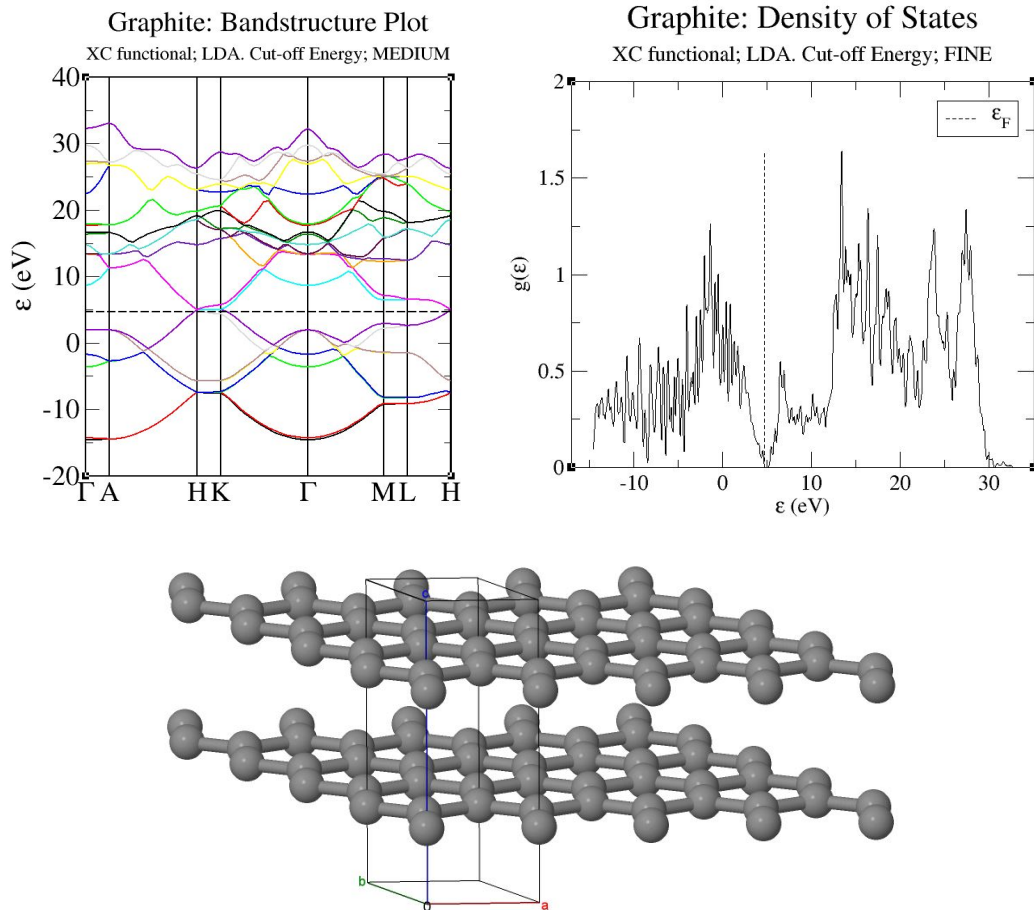 Graphite: Bandstructure Plot
XC functional; LDA. Cut-off Energy; MEDIUM
40
30
20
10
0
-10
-20
ε (eV)
Γ A H K Γ M L H
Graphite: Density of States
XC functional; LDA. Cut-off Energy; FINE
ε_F
1.5
1
0.5
0
g(ε)
-10 0 10 20 30
ε (eV)
c
b
o
a